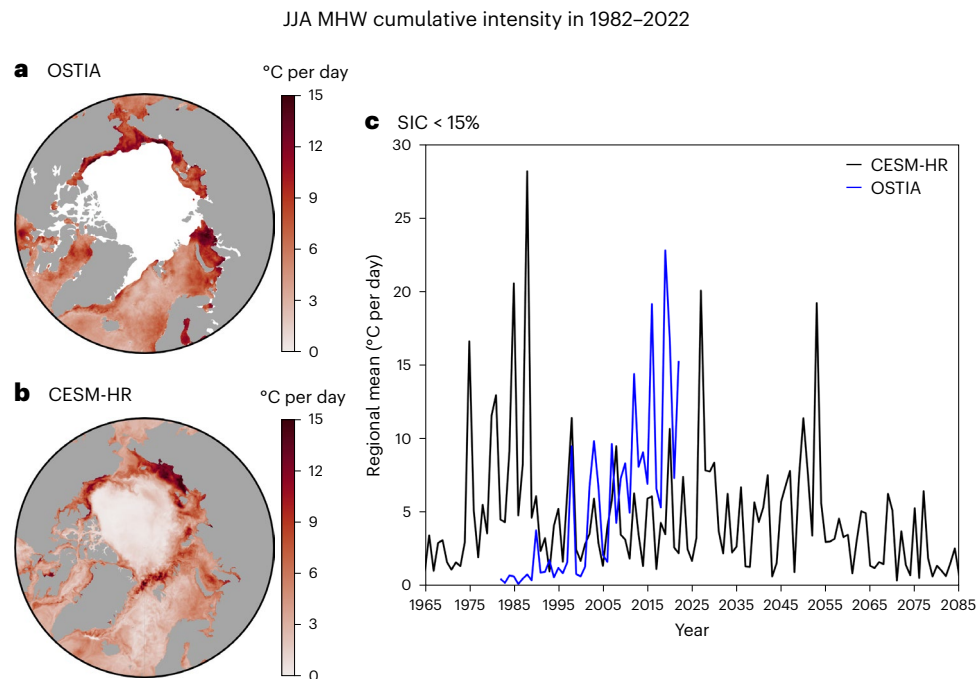 JJA MHW cumulative intensity in 1982–2022
a OSTIA
°C per day
15
12
9
6
3
0
b CESM-HR
°C per day
15
12
9
6
3
0
c SIC < 15%
CESM-HR
OSTIA
Regional mean (°C per day)
30
25
20
15
10
5
0
1965 1975 1985 1995 2005 2015 2025 2035 2045 2055 2065 2075 2085
Year